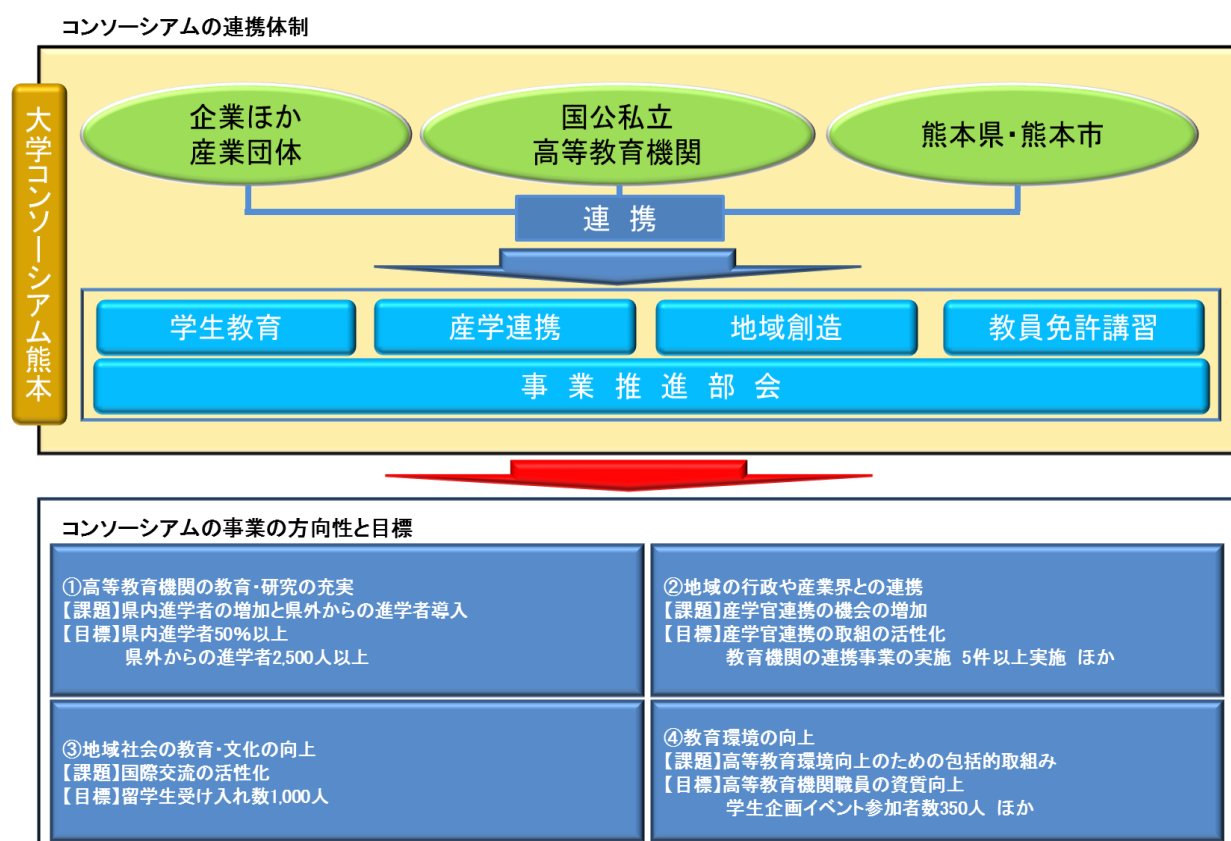 コンソーシアムの連携体制
大学コンソーシアム熊本
企業ほか
産業団体
国公私立
高等教育機関
熊本県・熊本市
連携
学生教育
産学連携
地域創造
教員免許講習
事業推進部会
コンソーシアムの事業の方向性と目標
①高等教育機関の教育・研究の充実
【課題】県内進学者の増加と県外からの進学者導入
【目標】県内進学者50%以上
県外からの進学者2,500人以上
②地域の行政や産業界との連携
【課題】産学官連携の機会の増加
【目標】産学官連携の取組の活性化
教育機関の連携事業の実施 5件以上実施 ほか
③地域社会の教育・文化の向上
【課題】国際交流の活性化
【目標】留学生受け入れ数1,000人
④教育環境の向上
【課題】高等教育環境向上のための包括的取組み
【目標】高等教育機関職員の資質向上
学生企画イベント参加者数350人 ほか